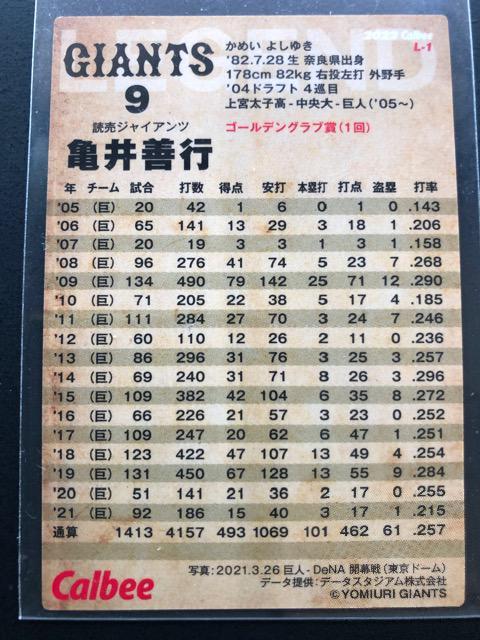 LEGEND
2022 Calbee
L-1
GIANTS
9
読売ジャイアンツ
亀井善行
かめい よしゆき
'82.7.28 生 奈良県出身
178cm 82kg 右投左打 外野手
'04ドラフト 4巡目
上宮太子高-中央大-巨人('05〜)
ゴールデングラブ賞(1回)
年 チーム 試合 打数 得点 安打 本塁打 打点 盗塁 打率
'05 (巨) 20 42 1 6 0 1 0 .143
'06 (巨) 65 141 13 29 3 18 1 .206
'07 (巨) 20 19 3 3 1 3 1 .158
'08 (巨) 96 276 41 74 5 23 7 .268
'09 (巨) 134 490 79 142 25 71 12 .290
'10 (巨) 71 205 22 38 5 17 4 .185
'11 (巨) 111 284 27 70 3 24 7 .246
'12 (巨) 60 110 12 26 2 11 0 .236
'13 (巨) 86 296 31 76 3 25 3 .257
'14 (巨) 69 240 31 71 8 26 3 .296
'15 (巨) 109 382 42 104 6 35 8 .272
'16 (巨) 66 226 21 57 3 23 0 .252
'17 (巨) 109 247 20 62 6 47 1 .251
'18 (巨) 123 422 47 107 13 49 4 .254
'19 (巨) 131 450 67 128 13 55 9 .284
'20 (巨) 51 141 21 36 2 17 0 .255
'21 (巨) 92 186 15 40 3 17 1 .215
通算 1413 4157 493 1069 101 462 61 .257
Calbee
写真:2021.3.26 巨人-DeNA 開幕戦(東京ドーム)
データ提供:データスタジアム株式会社
©YOMIURI GIANTS